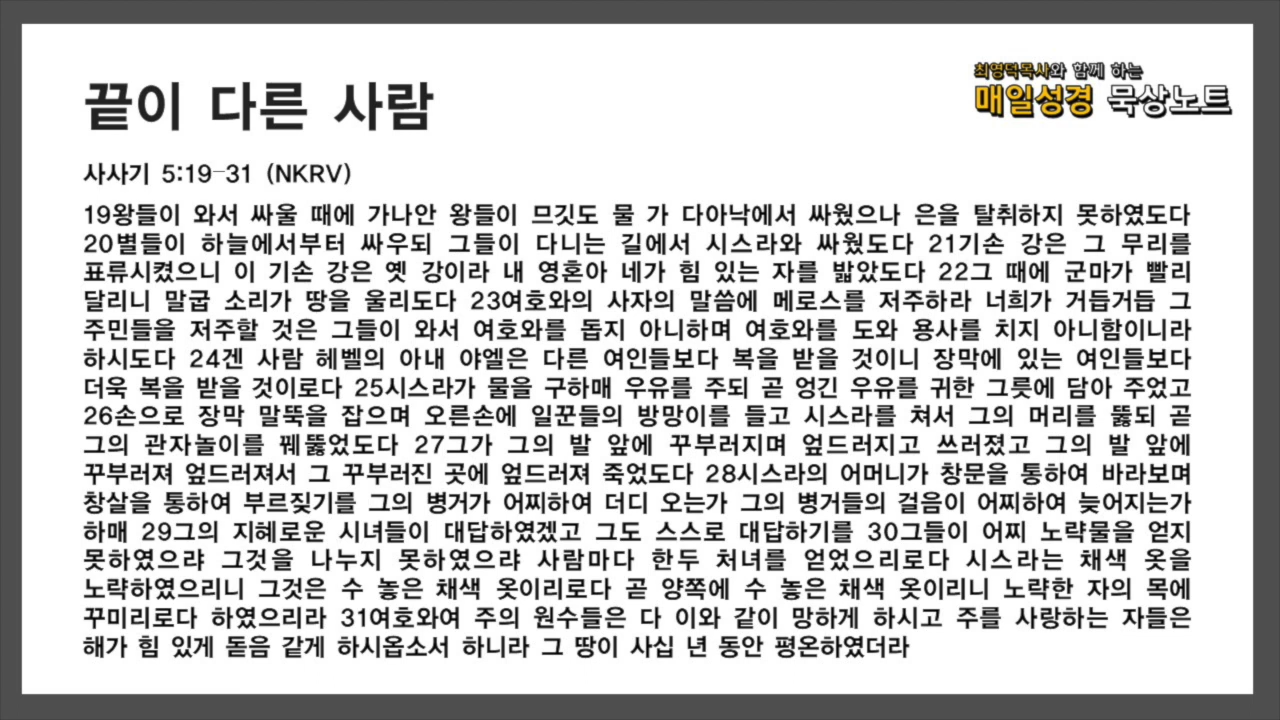 최영덕목사와 함께 하는
매일성경 묵상노트
끝이 다른 사람
사사기 5:19-31 (NKRV)
19왕들이 와서 싸울 때에 가나안 왕들이 므깃도 물 가 다아낙에서 싸웠으나 은을 탈취하지 못하였도다
20별들이 하늘에서부터 싸우되 그들이 다니는 길에서 시스라와 싸웠도다 21기손 강은 그 무리를
표류시켰으니 이 기손 강은 옛 강이라 내 영혼아 네가 힘 있는 자를 밟았도다 22그 때에 군마가 빨리
달리니 말굽 소리가 땅을 울리도다 23여호와의 사자의 말씀에 메로스를 저주하라 너희가 거듭거듭 그
주민들을 저주할 것은 그들이 와서 여호와를 돕지 아니하며 여호와를 도와 용사를 치지 아니함이니라
하시도다 24겐 사람 헤벨의 아내 야엘은 다른 여인들보다 복을 받을 것이니 장막에 있는 여인들보다
더욱 복을 받을 것이로다 25시스라가 물을 구하매 우유를 주되 곧 엉긴 우유를 귀한 그릇에 담아 주었고
26손으로 장막 말뚝을 잡으며 오른손에 일꾼들의 방망이를 들고 시스라를 쳐서 그의 머리를 뚫되 곧
그의 관자놀이를 꿰뚫었도다 27그가 그의 발 앞에 꾸부러지며 엎드러지고 쓰러졌고 그의 발 앞에
꾸부러져 엎드러져서 그 꾸부러진 곳에 엎드러져 죽었도다 28시스라의 어머니가 창문을 통하여 바라보며
창살을 통하여 부르짖기를 그의 병거가 어찌하여 더디 오는가 그의 병거들의 걸음이 어찌하여 늦어지는가
하매 29그의 지혜로운 시녀들이 대답하였겠고 그도 스스로 대답하기를 30그들이 어찌 노략물을 얻지
못하였으랴 그것을 나누지 못하였으랴 사람마다 한두 처녀를 얻었으리로다 시스라는 채색 옷을
노략하였으리니 그것은 수 놓은 채색 옷이리로다 곧 양쪽에 수 놓은 채색 옷이리니 노략한 자의 목에
꾸미리로다 하였으리라 31여호와여 주의 원수들은 다 이와 같이 망하게 하시고 주를 사랑하는 자들은
해가 힘 있게 돋음 같게 하시옵소서 하니라 그 땅이 사십 년 동안 평온하였더라